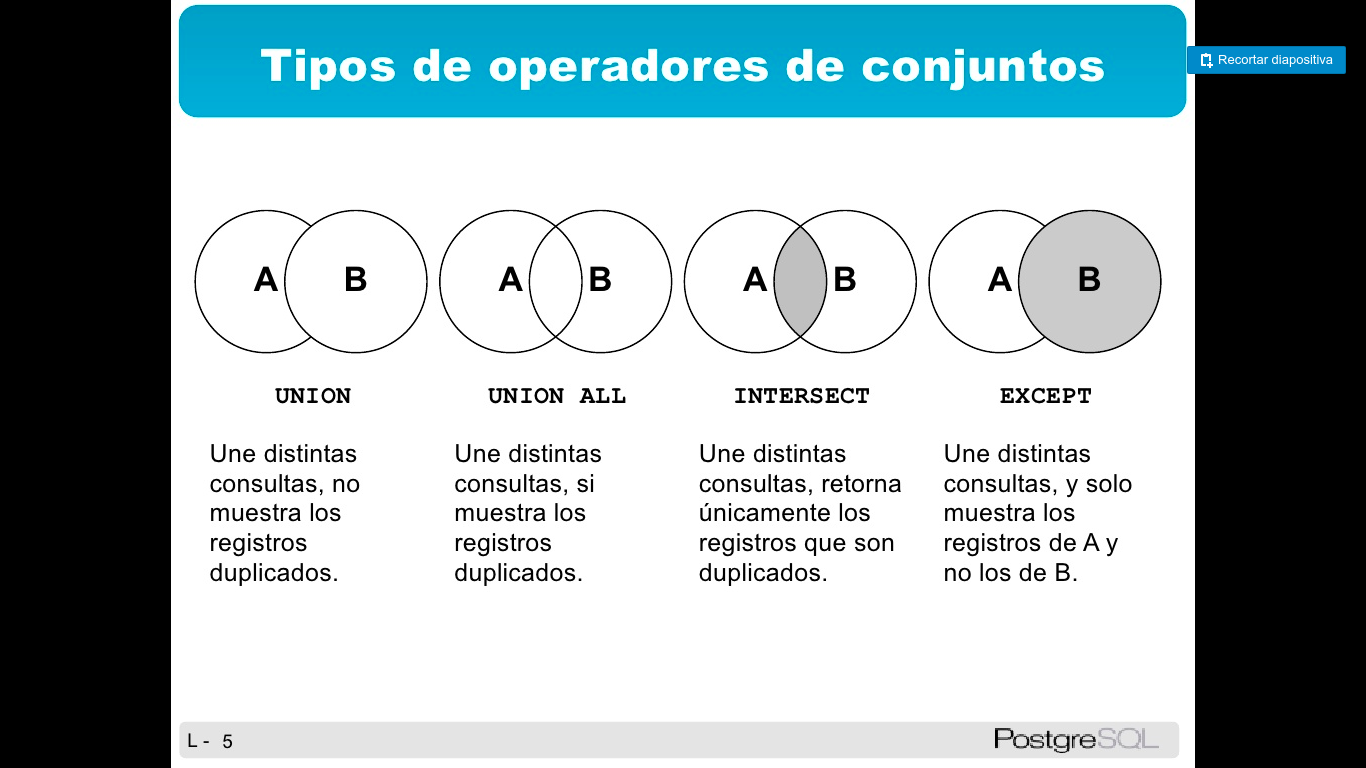 Tipos de operadores de conjuntos
Recortar diapositiva
A B
A B
A B
A B
UNION
Une distintas
consultas, no
muestra los
registros
duplicados.
UNION ALL
Une distintas
consultas, si
muestra los
registros
duplicados.
INTERSECT
Une distintas
consultas, retorna
únicamente los
registros que son
duplicados.
EXCEPT
Une distintas
consultas, y solo
muestra los
registros de A y
no los de B.
L - 5
PostgreSQL